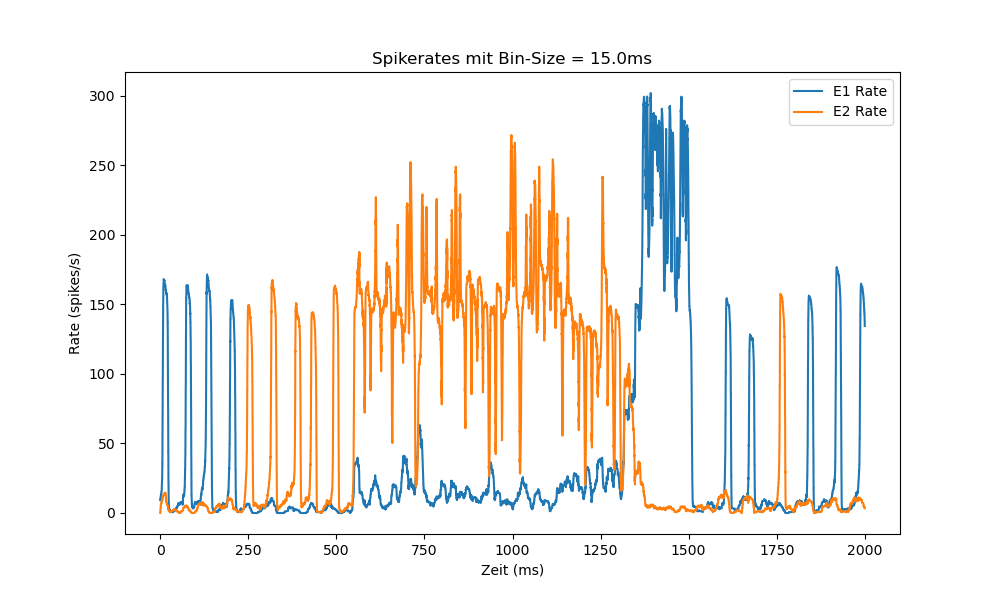 Spikerates mit Bin-Size = 15.0ms
E1 Rate
E2 Rate
Rate (spikes/s)
300
250
200
150
100
50
0
0 250 500 750 1000 1250 1500 1750 2000
Zeit (ms)